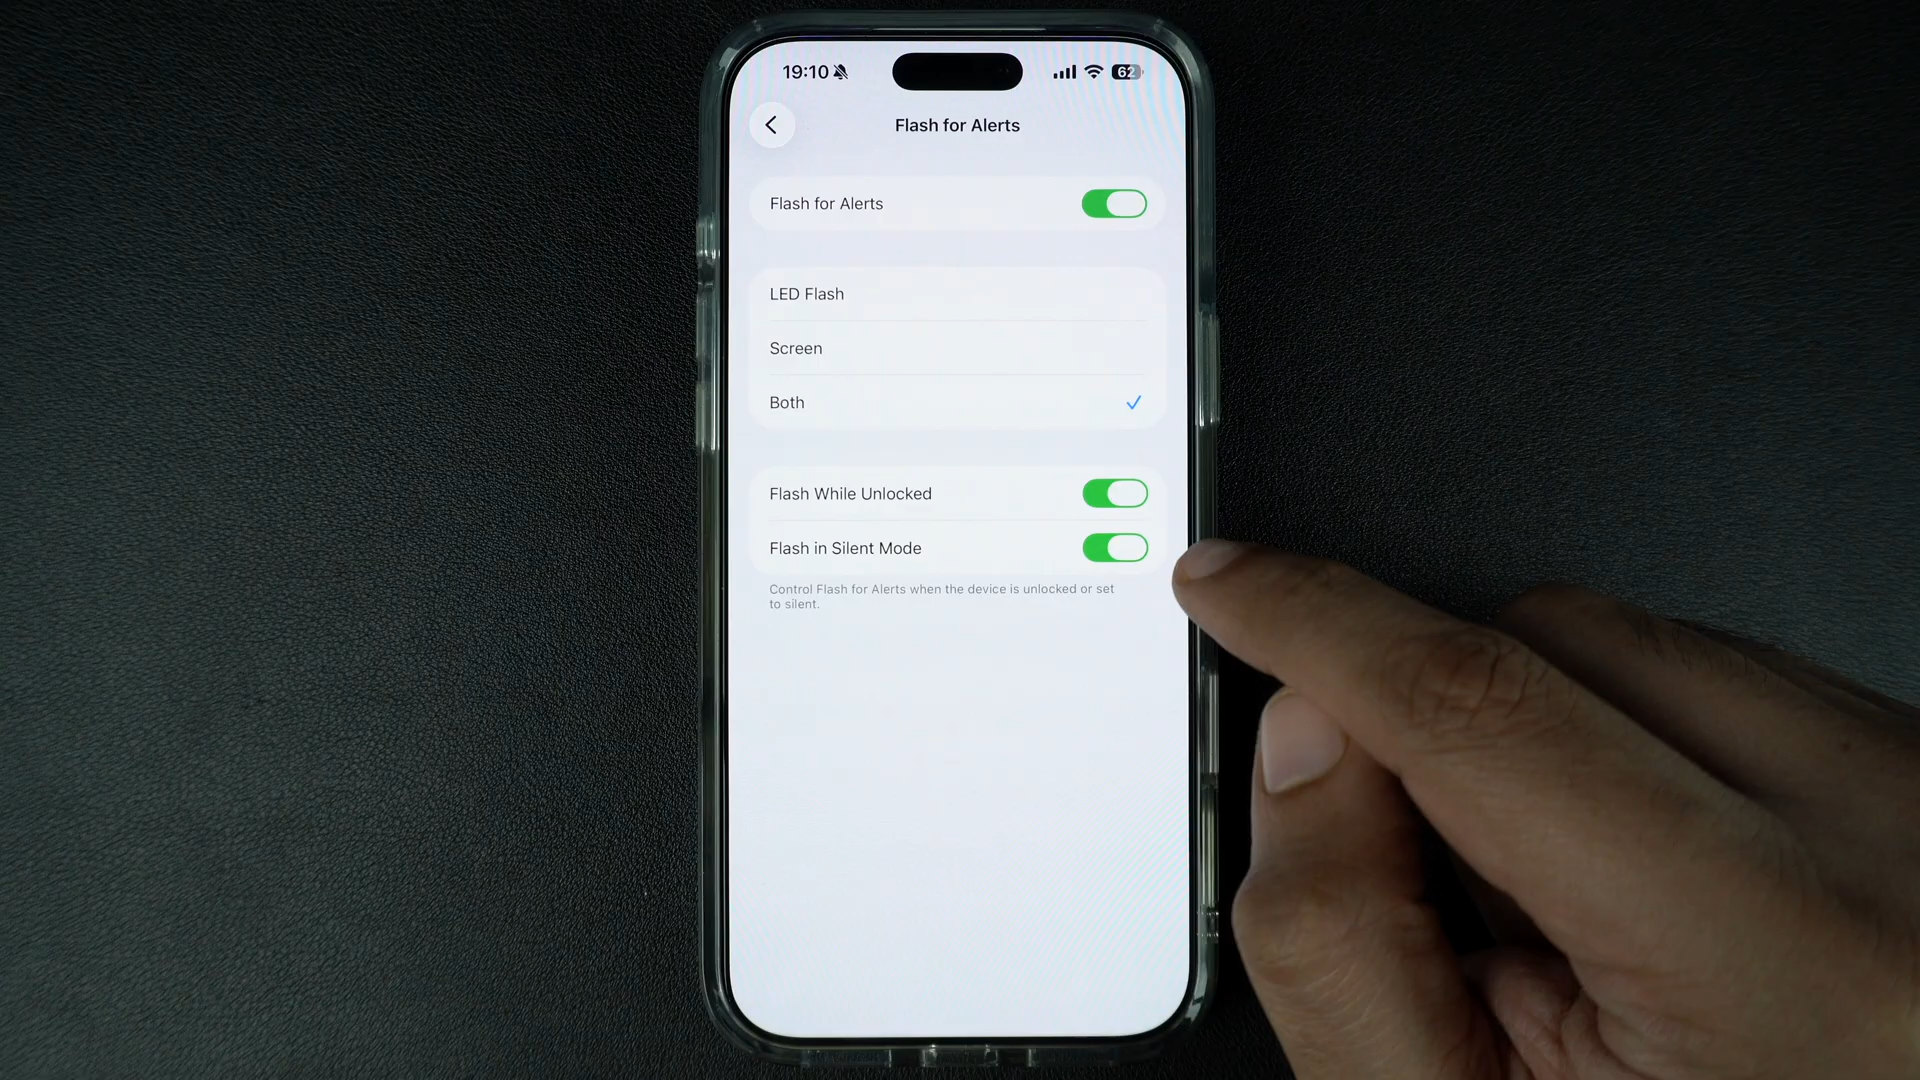 19:10
62
Flash for Alerts
Flash for Alerts
LED Flash
Screen
Both
Flash While Unlocked
Flash in Silent Mode
Control Flash for Alerts when the device is unlocked or set
to silent.